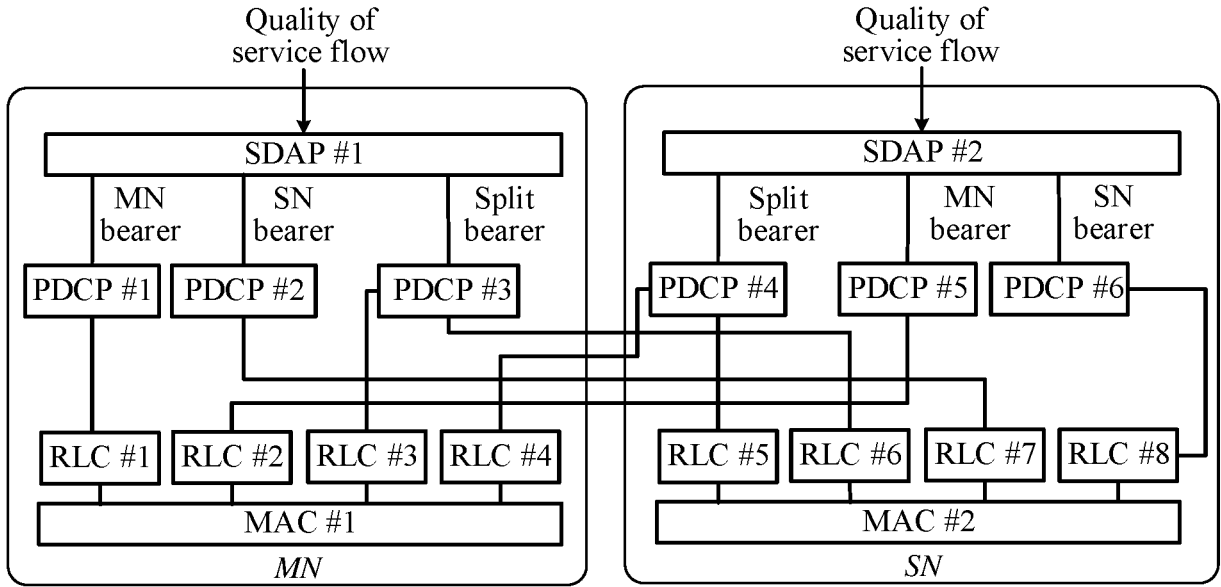 Quality of
service flow
Quality of
service flow
SDAP #1
SDAP #2
MN
bearer
SN
bearer
Split
bearer
Split
bearer
MN
bearer
SN
bearer
PDCP #1
PDCP #2
PDCP #3
PDCP #4
PDCP #5
PDCP #6
RLC #1
RLC #2
RLC #3
RLC #4
RLC #5
RLC #6
RLC #7
RLC #8
MAC #1
MAC #2
MN
SN